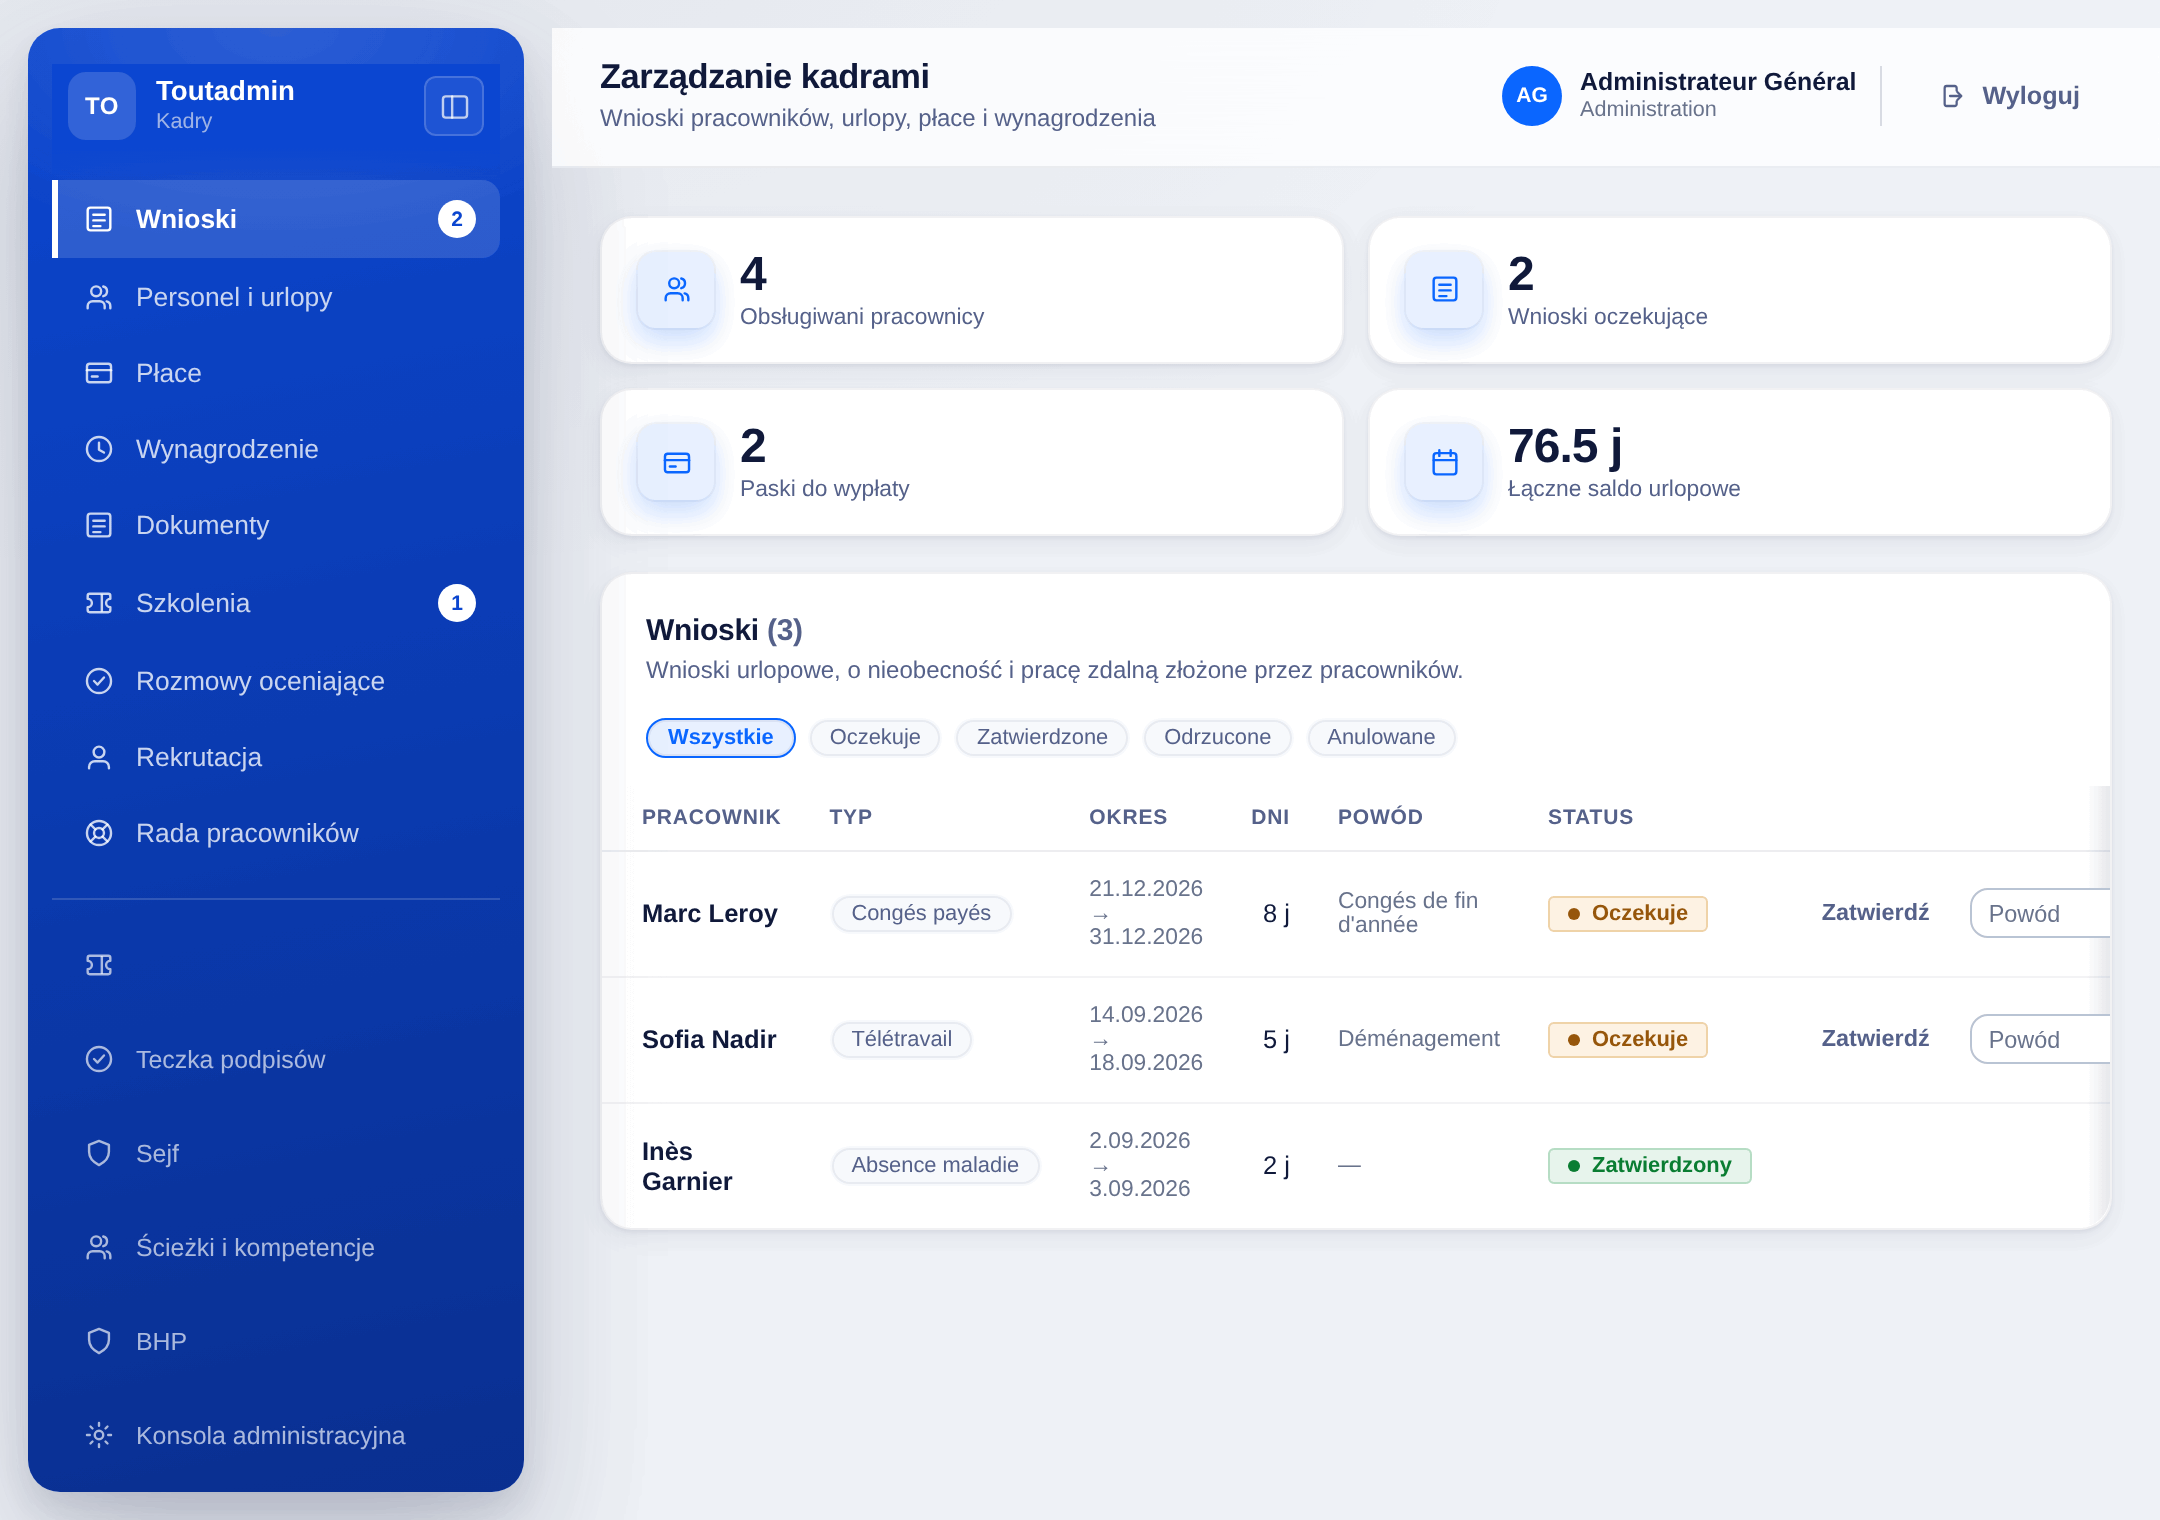 TO
Toutadmin
Kadry
Wnioski 2
Personel i urlopy
Płace
Wynagrodzenie
Dokumenty
Szkolenia 1
Rozmowy oceniające
Rekrutacja
Rada pracowników
Teczka podpisów
Sejf
Ścieżki i kompetencje
BHP
Konsola administracyjna
Zarządzanie kadrami
Wnioski pracowników, urlopy, płace i wynagrodzenia
AG
Administrateur Général
Administration
Wyloguj
4
Obsługiwani pracownicy
2
Wnioski oczekujące
2
Paski do wypłaty
76.5 j
Łączne saldo urlopowe
Wnioski (3)
Wnioski urlopowe, o nieobecność i pracę zdalną złożone przez pracowników.
Wszystkie Oczekuje Zatwierdzone Odrzucone Anulowane
PRACOWNIK TYP OKRES DNI POWÓD STATUS
Marc Leroy
Congés payés
21.12.2026
→
31.12.2026
8 j
Congés de fin
d'année
Oczekuje
Zatwierdź
Powód
Sofia Nadir
Télétravail
14.09.2026
→
18.09.2026
5 j
Déménagement
Oczekuje
Zatwierdź
Powód
Inès
Garnier
Absence maladie
2.09.2026
→
3.09.2026
2 j
—
Zatwierdzony